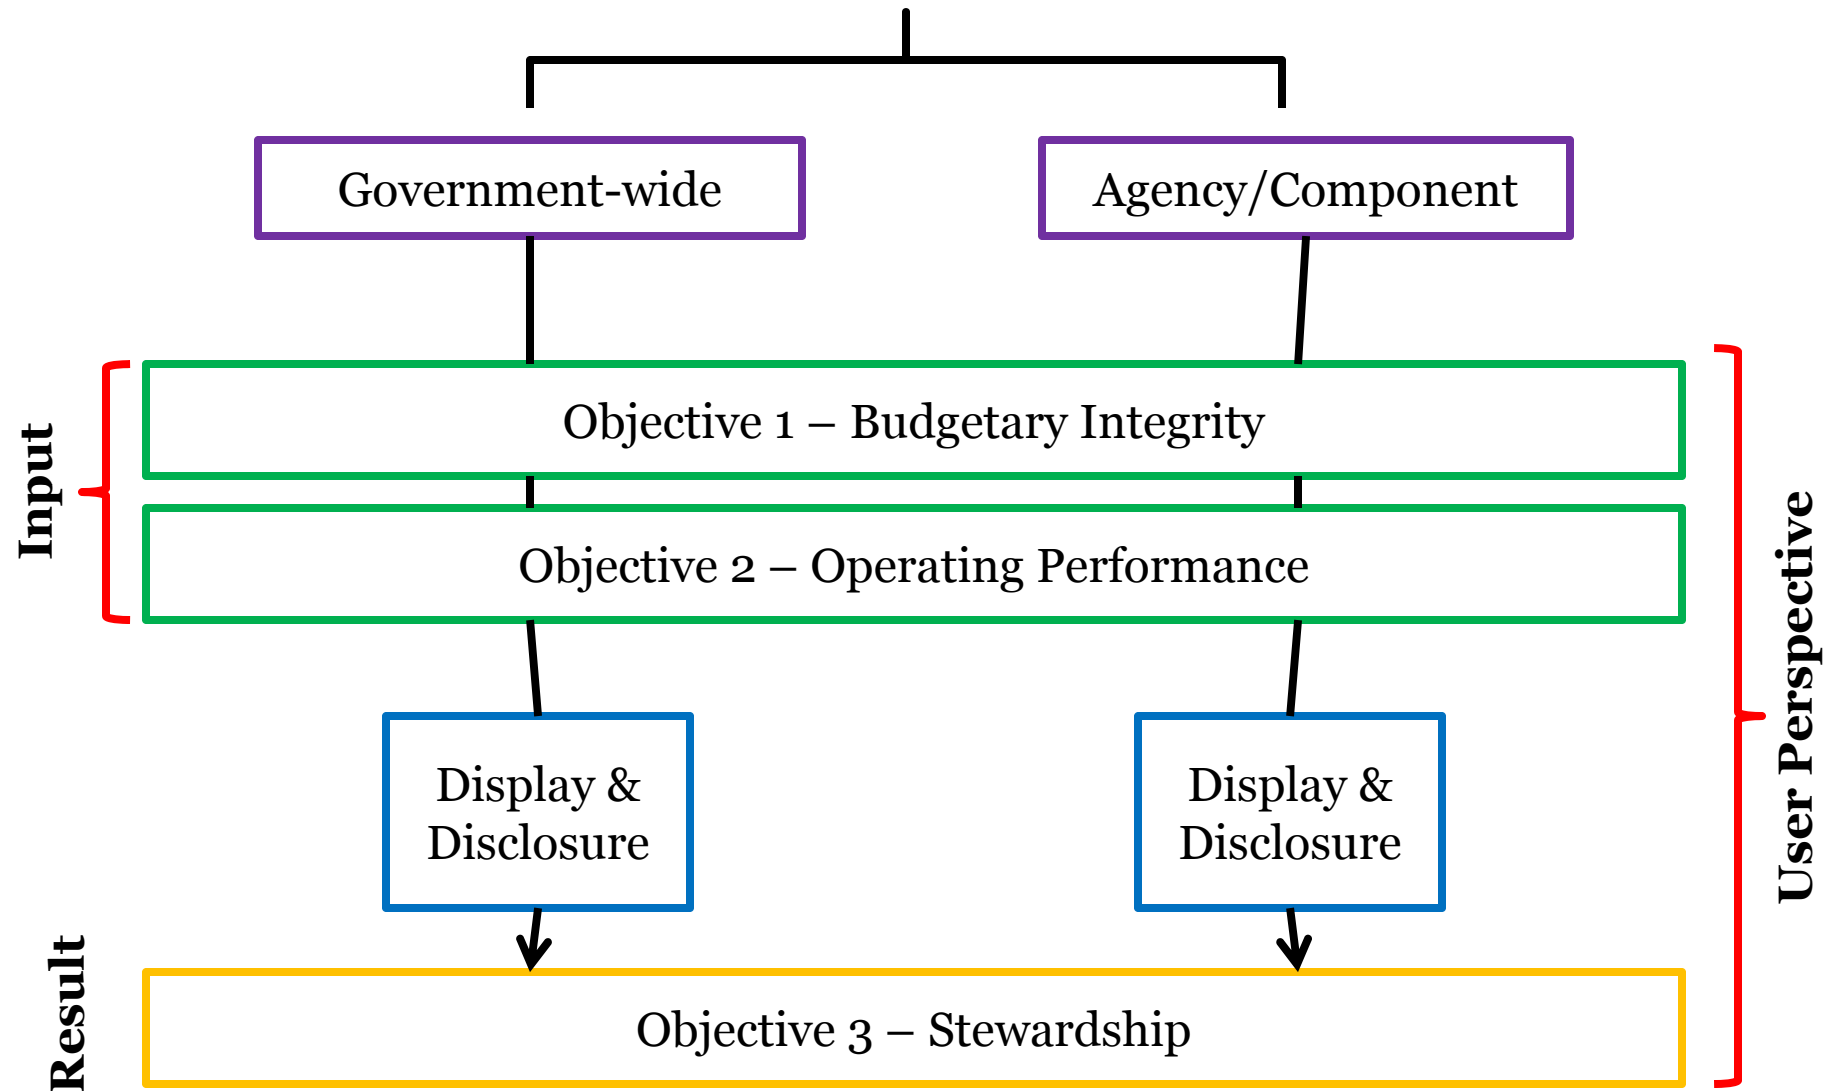 Government-wide
Agency/Component
Input
Objective 1 – Budgetary Integrity
Objective 2 – Operating Performance
User Perspective
Display &
Disclosure
Display &
Disclosure
Result
Objective 3 – Stewardship